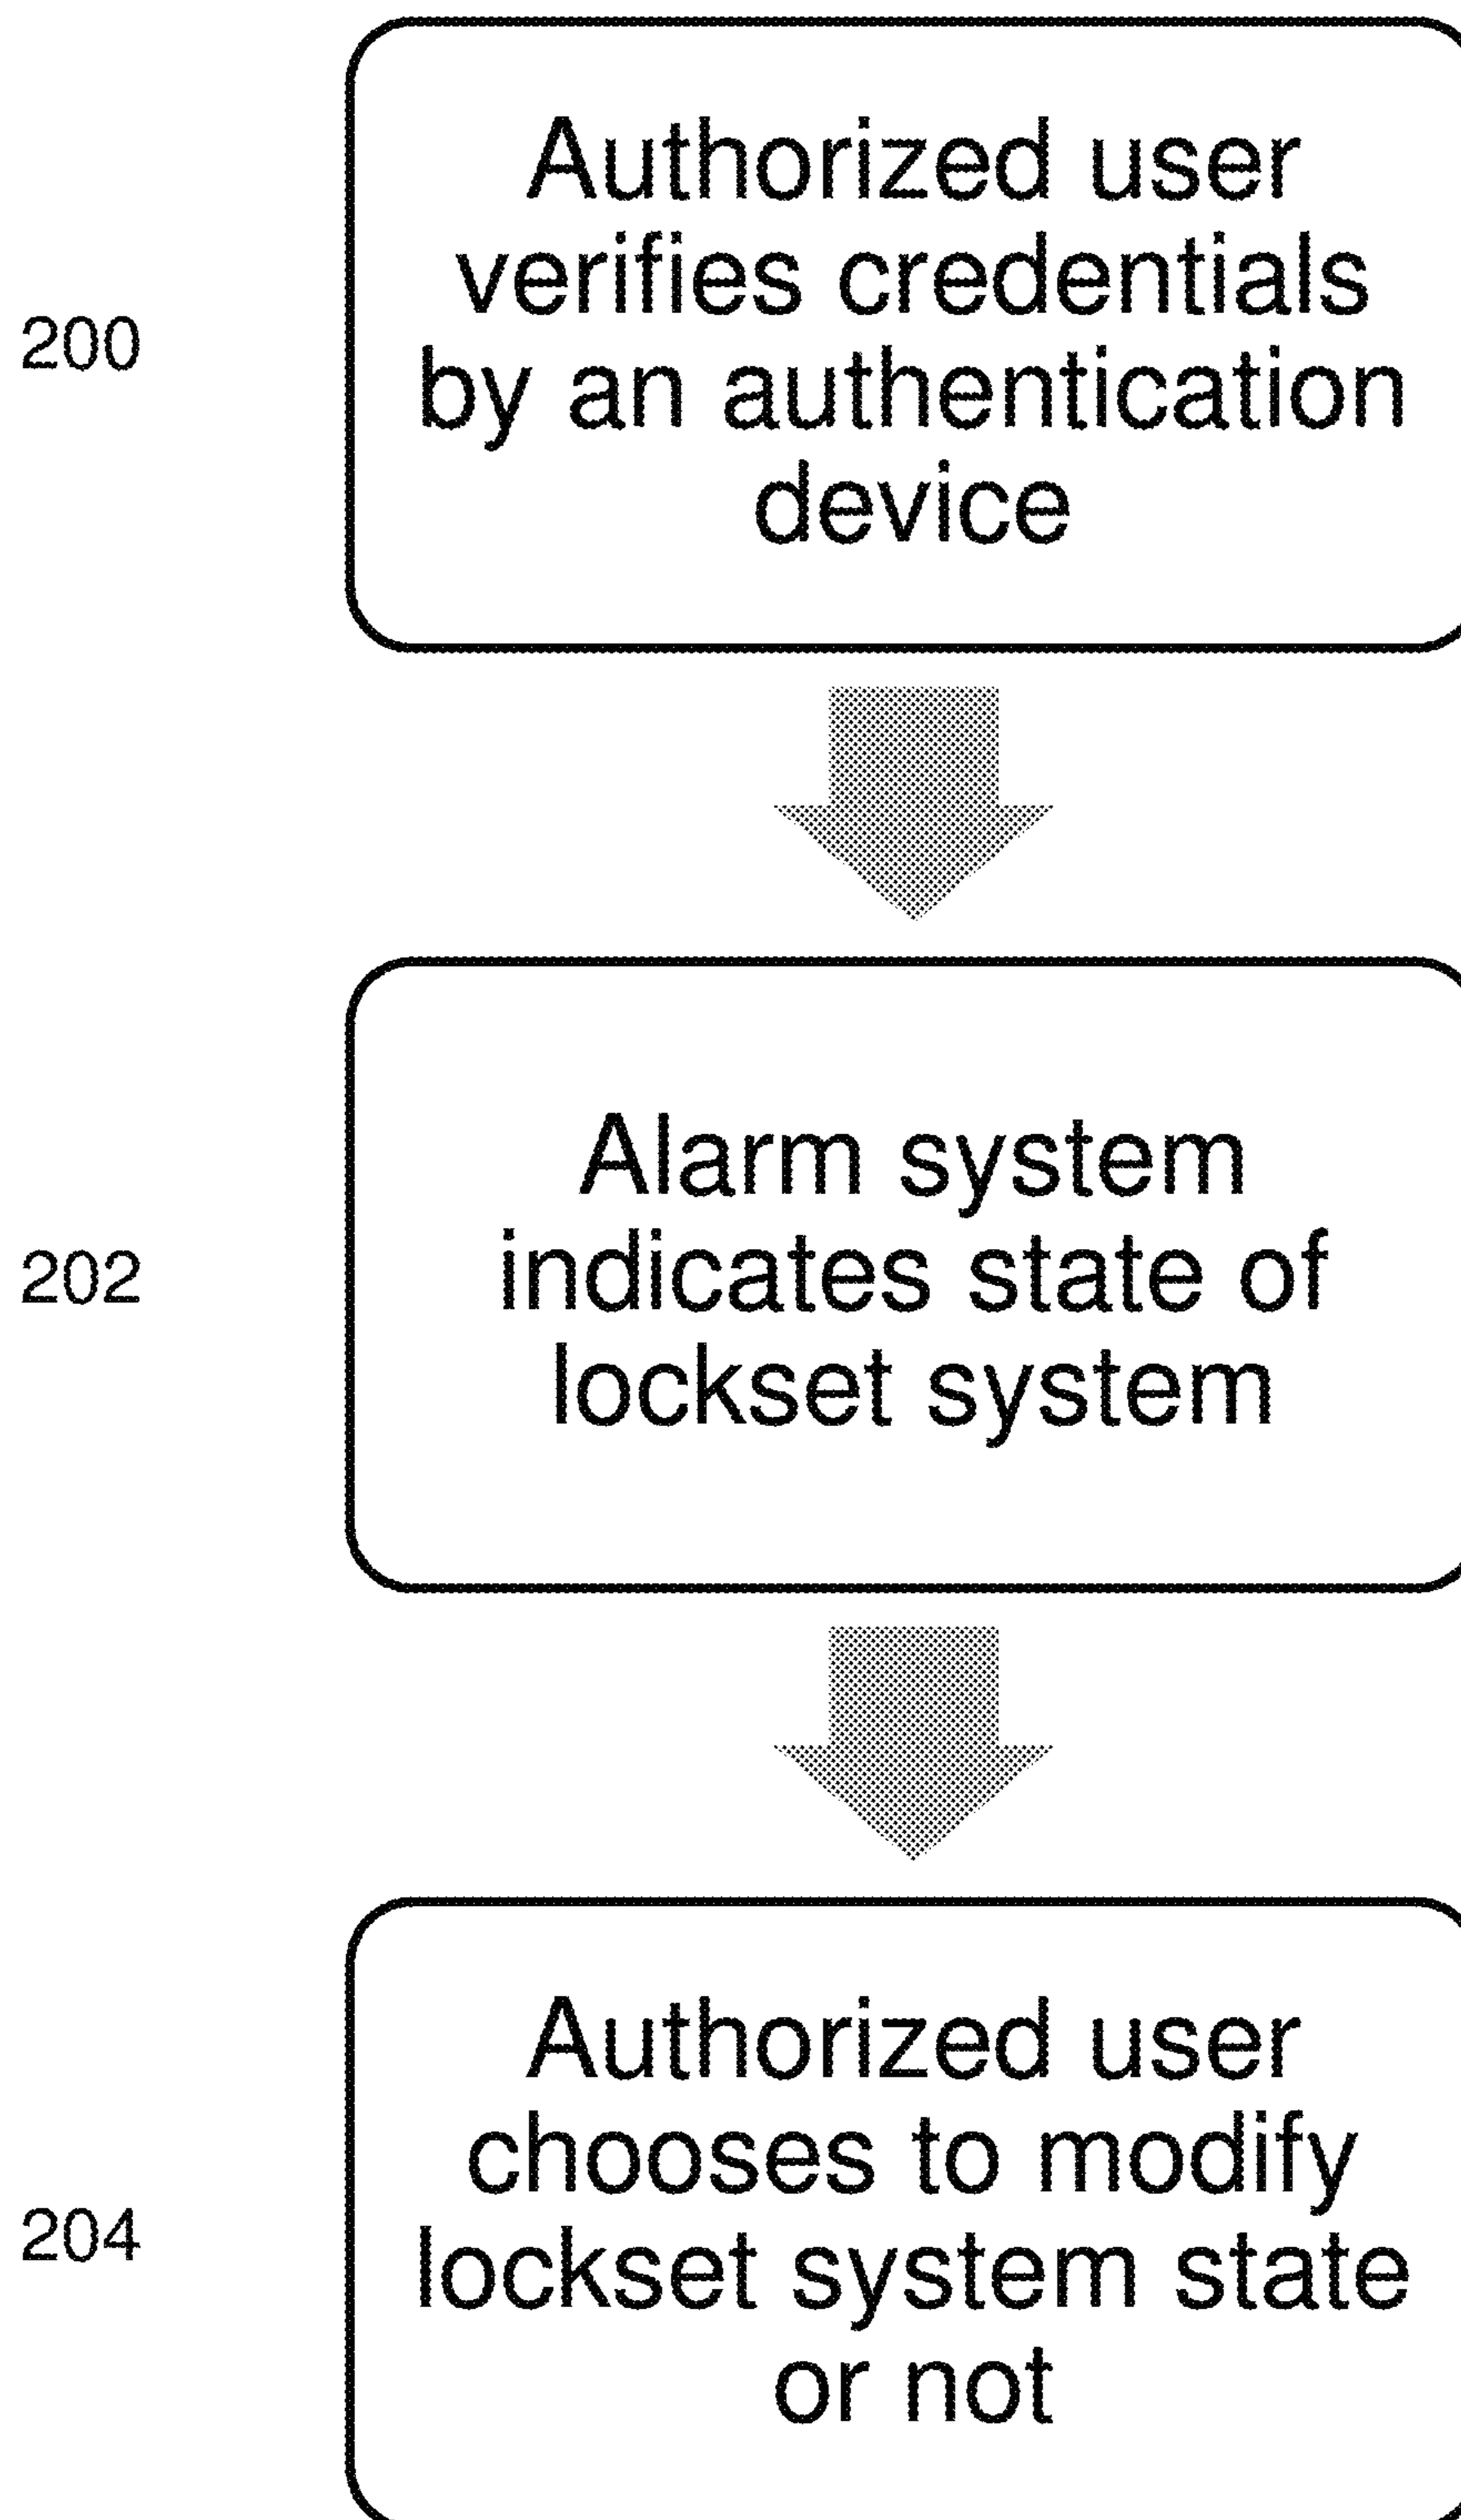 Authorized user
verifies credentials
200
by an authentication
device
Alarm system
202
indicates state of
lockset system
Authorized user
chooses to modify
204
lockset system state
or not